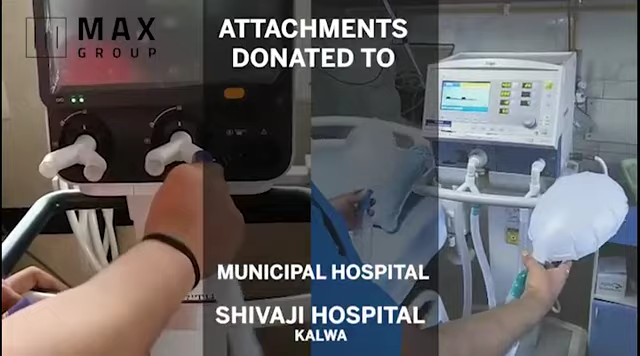 MAX
GROUP
ATTACHMENTS
DONATED TO
MUNICIPAL HOSPITAL
SHIVAJI HOSPITAL
KALWA